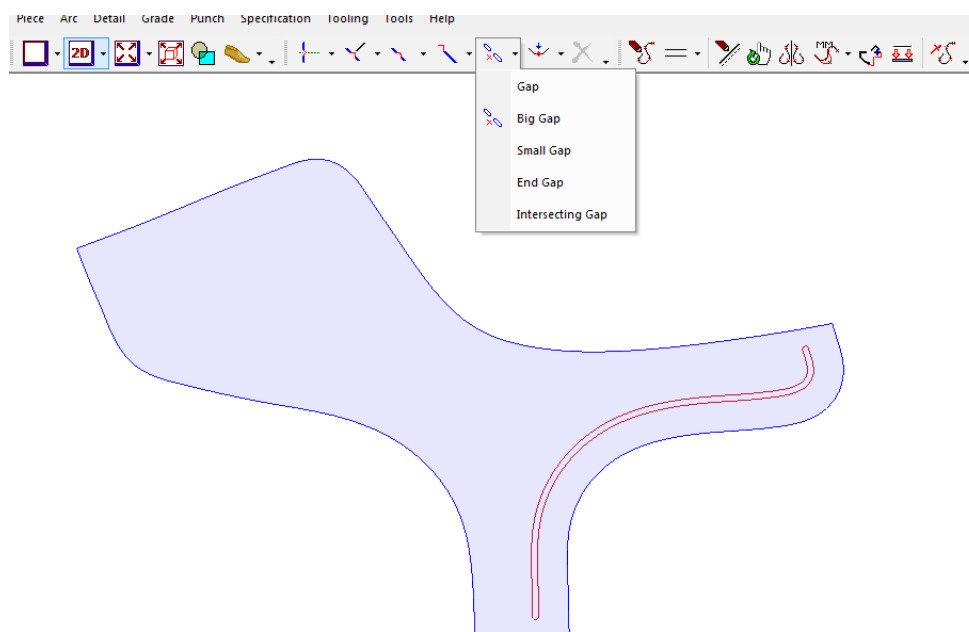 Piece Arc Detail Grade Punch Specification Tooling Tools Help
2D
MM
Gap
Big Gap
Small Gap
End Gap
Intersecting Gap